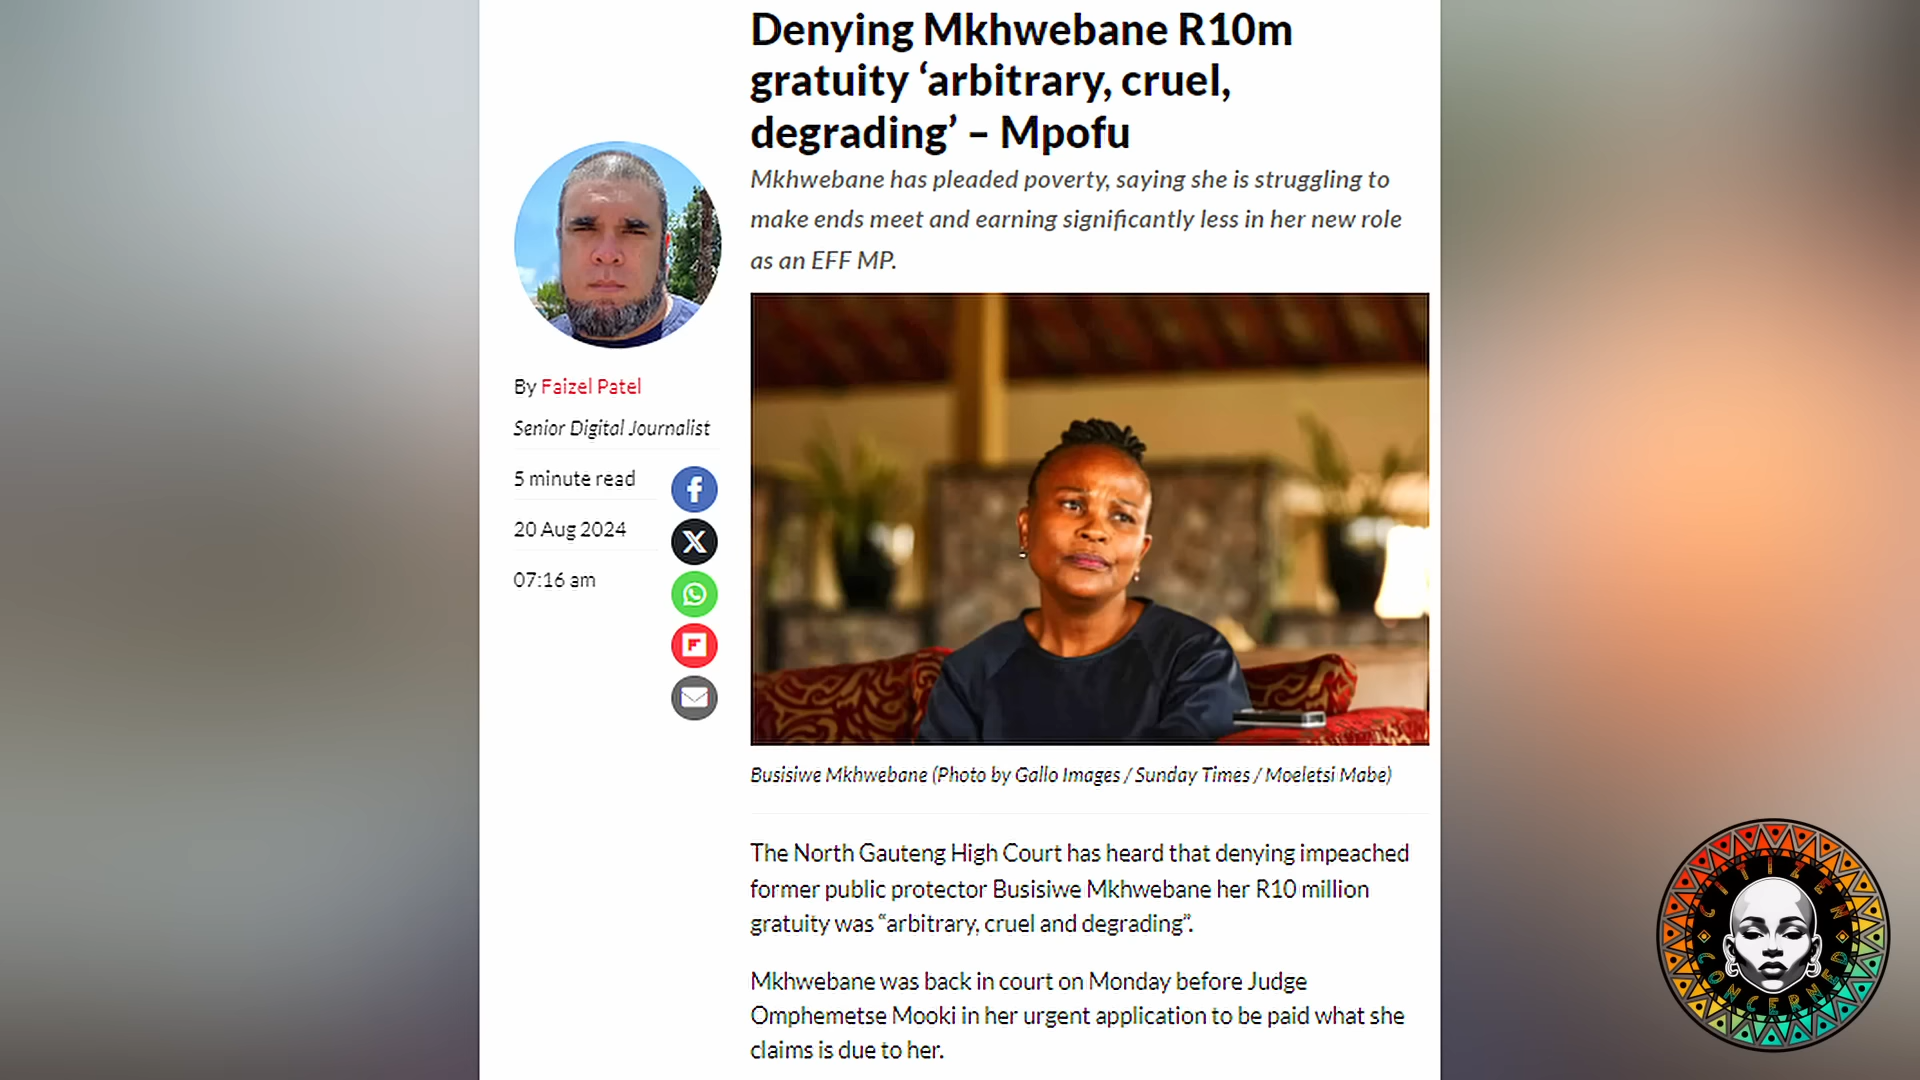 Denying Mkhwebane R10m
gratuity ‘arbitrary, cruel,
degrading’ – Mpofu
Mkhwebane has pleaded poverty, saying she is struggling to
make ends meet and earning significantly less in her new role
as an EFF MP.
By Faizel Patel
Senior Digital Journalist
5 minute read
20 Aug 2024
07:16 am
Busisiwe Mkhwebane (Photo by Gallo Images / Sunday Times / Moeletsi Mabe)
The North Gauteng High Court has heard that denying impeached
former public protector Busisiwe Mkhwebane her R10 million
gratuity was “arbitrary, cruel and degrading”.
Mkhwebane was back in court on Monday before Judge
Omphemetse Mooki in her urgent application to be paid what she
claims is due to her.
CITIZEN
CONCERNED